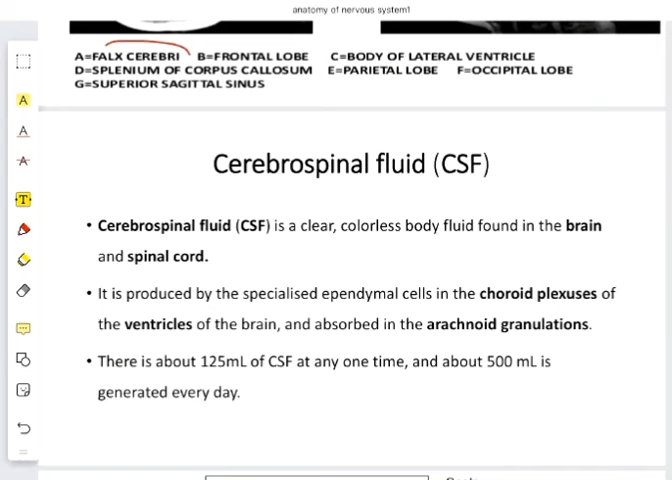 anatomy of nervous system1
A=FALX CEREBRI B=FRONTAL LOBE C=BODY OF LATERAL VENTRICLE
D=SPLENIUM OF CORPUS CALLOSUM E=PARIETAL LOBE F=OCCIPITAL LOBE
G=SUPERIOR SAGITTAL SINUS
A
A
A
T
Cerebrospinal fluid (CSF)
• Cerebrospinal fluid (CSF) is a clear, colorless body fluid found in the brain
and spinal cord.
• It is produced by the specialised ependymal cells in the choroid plexuses of
the ventricles of the brain, and absorbed in the arachnoid granulations.
• There is about 125mL of CSF at any one time, and about 500 mL is
generated every day.